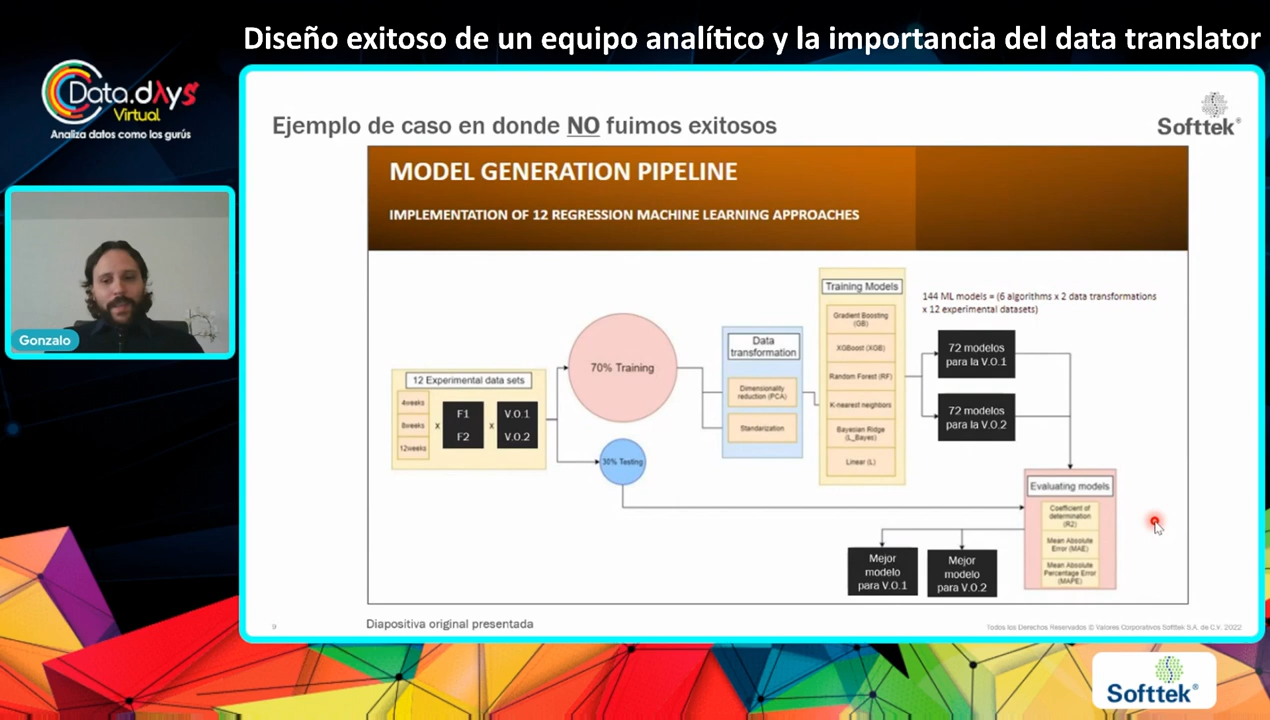 Diseño exitoso de un equipo analítico y la importancia del data translator
Data.dAys
Virtual
Analiza datos como los gurús
Gonzalo
Ejemplo de caso en donde NO fuimos exitosos
Softtek®
MODEL GENERATION PIPELINE
IMPLEMENTATION OF 12 REGRESSION MACHINE LEARNING APPROACHES
12 Experimental data sets
4weeks
8weeks
12weeks
x
F1
F2
x
V.O.1
V.O.2
70% Training
30% Testing
Data
transformation
Dimensionality
reduction (PCA)
Standarization
Training Models
Gradient Boosting
(GB)
XGBoost (XGB)
Random Forest (RF)
K-nearest neighbors
Bayesian Ridge
(L_Bayes)
Linear (L)
144 ML models = (6 algorithms x 2 data transformations
x 12 experimental datasets)
72 modelos
para la V.O.1
72 modelos
para la V.O.2
Evaluating models
Coefficient of
determination
(R2)
Mean Absolute
Error (MAE)
Mean Absolute
Percentage Error
(MAPE)
Mejor
modelo
para V.O.1
Mejor
modelo
para V.O.2
9
Diapositiva original presentada
Todos los Derechos Reservados © Valores Corporativos Softtek S.A. de C.V. 2022
Softtek®